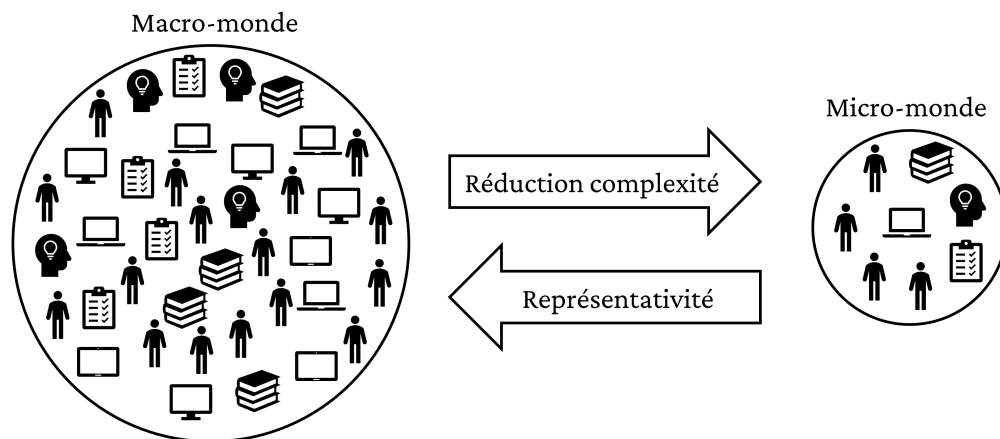 Macro-monde
Micro-monde
Réduction complexité
Représentativité